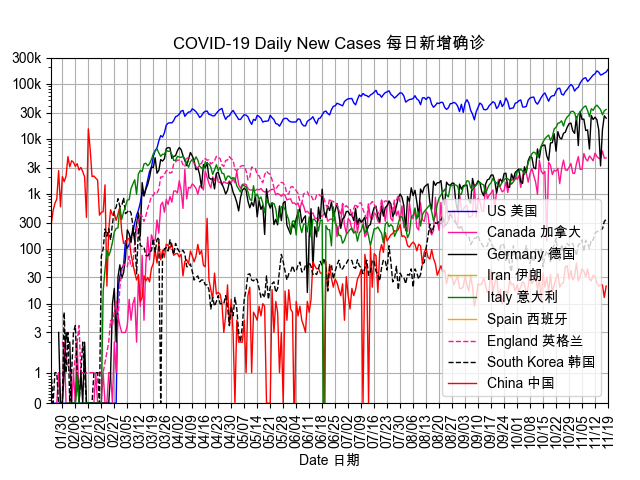 COVID-19 Daily New Cases 每日新增确诊
300k
100k
30k
10k
3k
1k
300
100
30
10
3
1
0
US 美国
Canada 加拿大
Germany 德国
Iran 伊朗
Italy 意大利
Spain 西班牙
England 英格兰
South Korea 韩国
China 中国
01/30 02/06 02/13 02/20 02/27 03/05 03/12 03/19 03/26 04/02 04/09 04/16 04/23 04/30 05/07 05/14 05/21 05/28 06/04 06/11 06/18 06/25 07/02 07/09 07/16 07/23 07/30 08/06 08/13 08/20 08/27 09/03 09/10 09/17 09/24 10/01 10/08 10/15 10/22 10/29 11/05 11/12 11/19
Date 日期